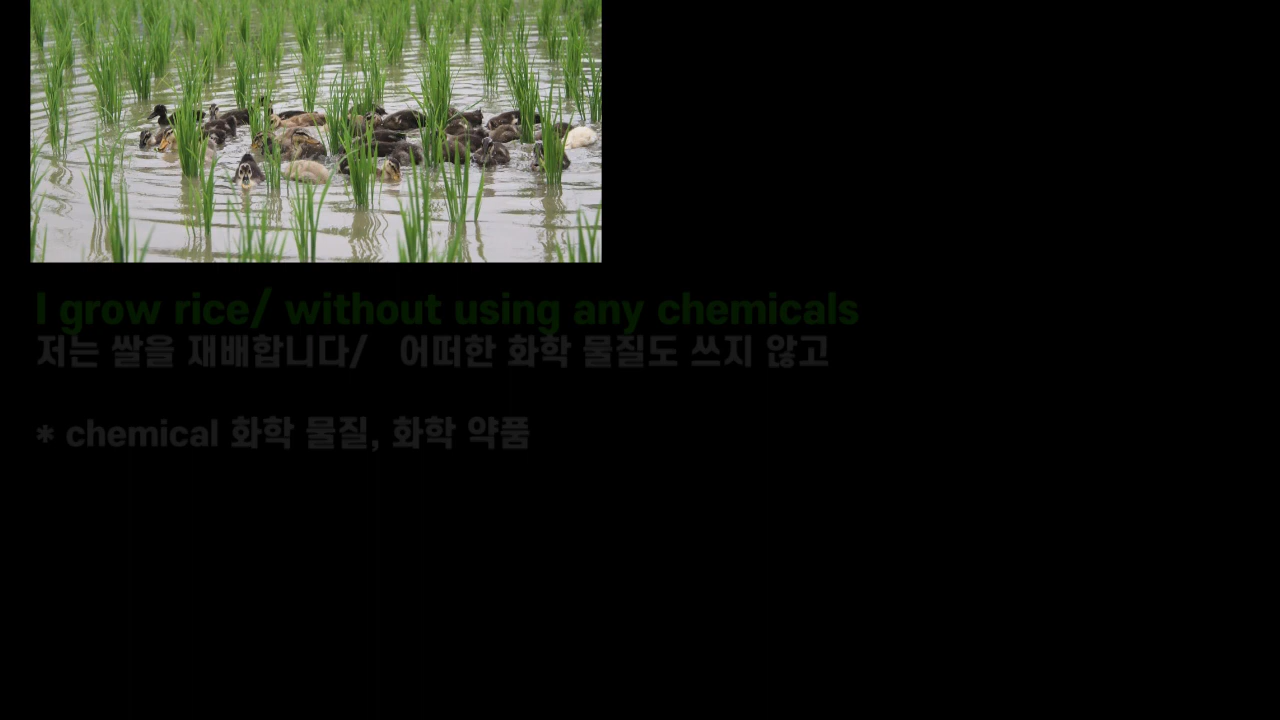 I grow rice/ without using any chemicals
저는 쌀을 재배합니다/ 어떠한 화학 물질도 쓰지 않고
* chemical 화학 물질, 화학 약품